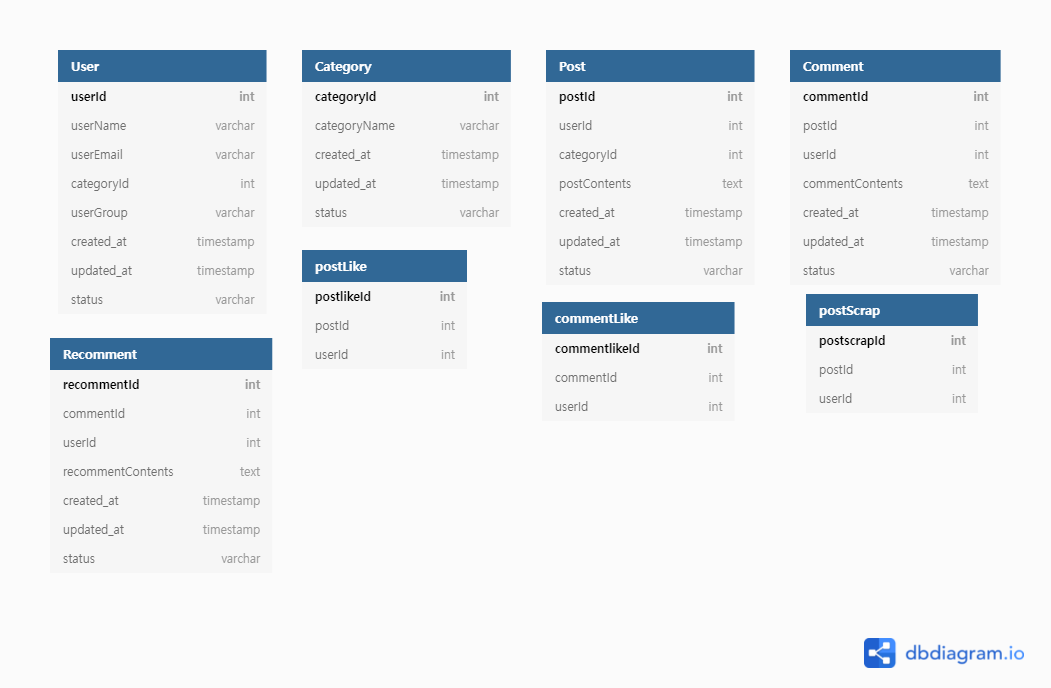 User
userId int
userName varchar
userEmail varchar
categoryId int
userGroup varchar
created_at timestamp
updated_at timestamp
status varchar
Category
categoryId int
categoryName varchar
created_at timestamp
updated_at timestamp
status varchar
Post
postId int
userId int
categoryId int
postContents text
created_at timestamp
updated_at timestamp
status varchar
Comment
commentId int
postId int
userId int
commentContents text
created_at timestamp
updated_at timestamp
status varchar
postLike
postlikeId int
postId int
userId int
commentLike
commentlikeId int
commentId int
userId int
postScrap
postscrapId int
postId int
userId int
Recomment
recommentId int
commentId int
userId int
recommentContents text
created_at timestamp
updated_at timestamp
status varchar
dbdiagram.io